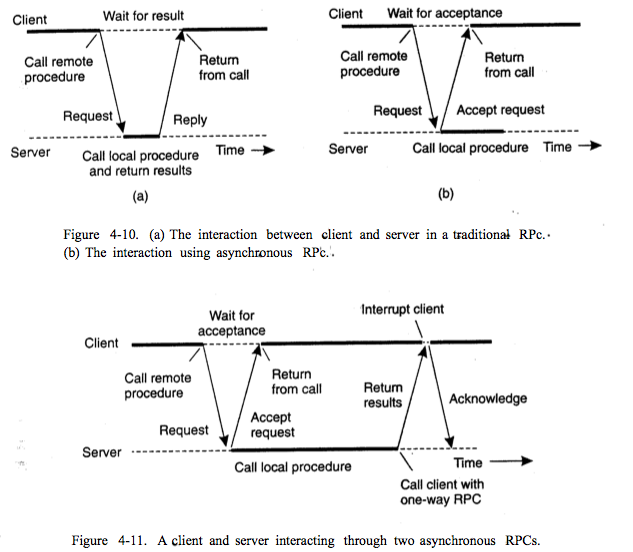 Client
Wait for result
Call remote
procedure
Return
from call
Request
Reply
Server
Call local procedure
and return results
Time
(a)
Client
Wait for acceptance
Call remote
procedure
Return
from call
Request
Accept request
Server
Call local procedure
Time
(b)
Figure 4-10. (a) The interaction between client and server in a traditional RPc.
(b) The interaction using asynchronous RPc.
Interrupt client
Wait for
acceptance
Client
Call remote
procedure
Return
from call
Return
results
Acknowledge
Request
Accept
request
Server
Call local procedure
Time
Call client with
one-way RPC
Figure 4-11. A client and server interacting through two asynchronous RPCs.